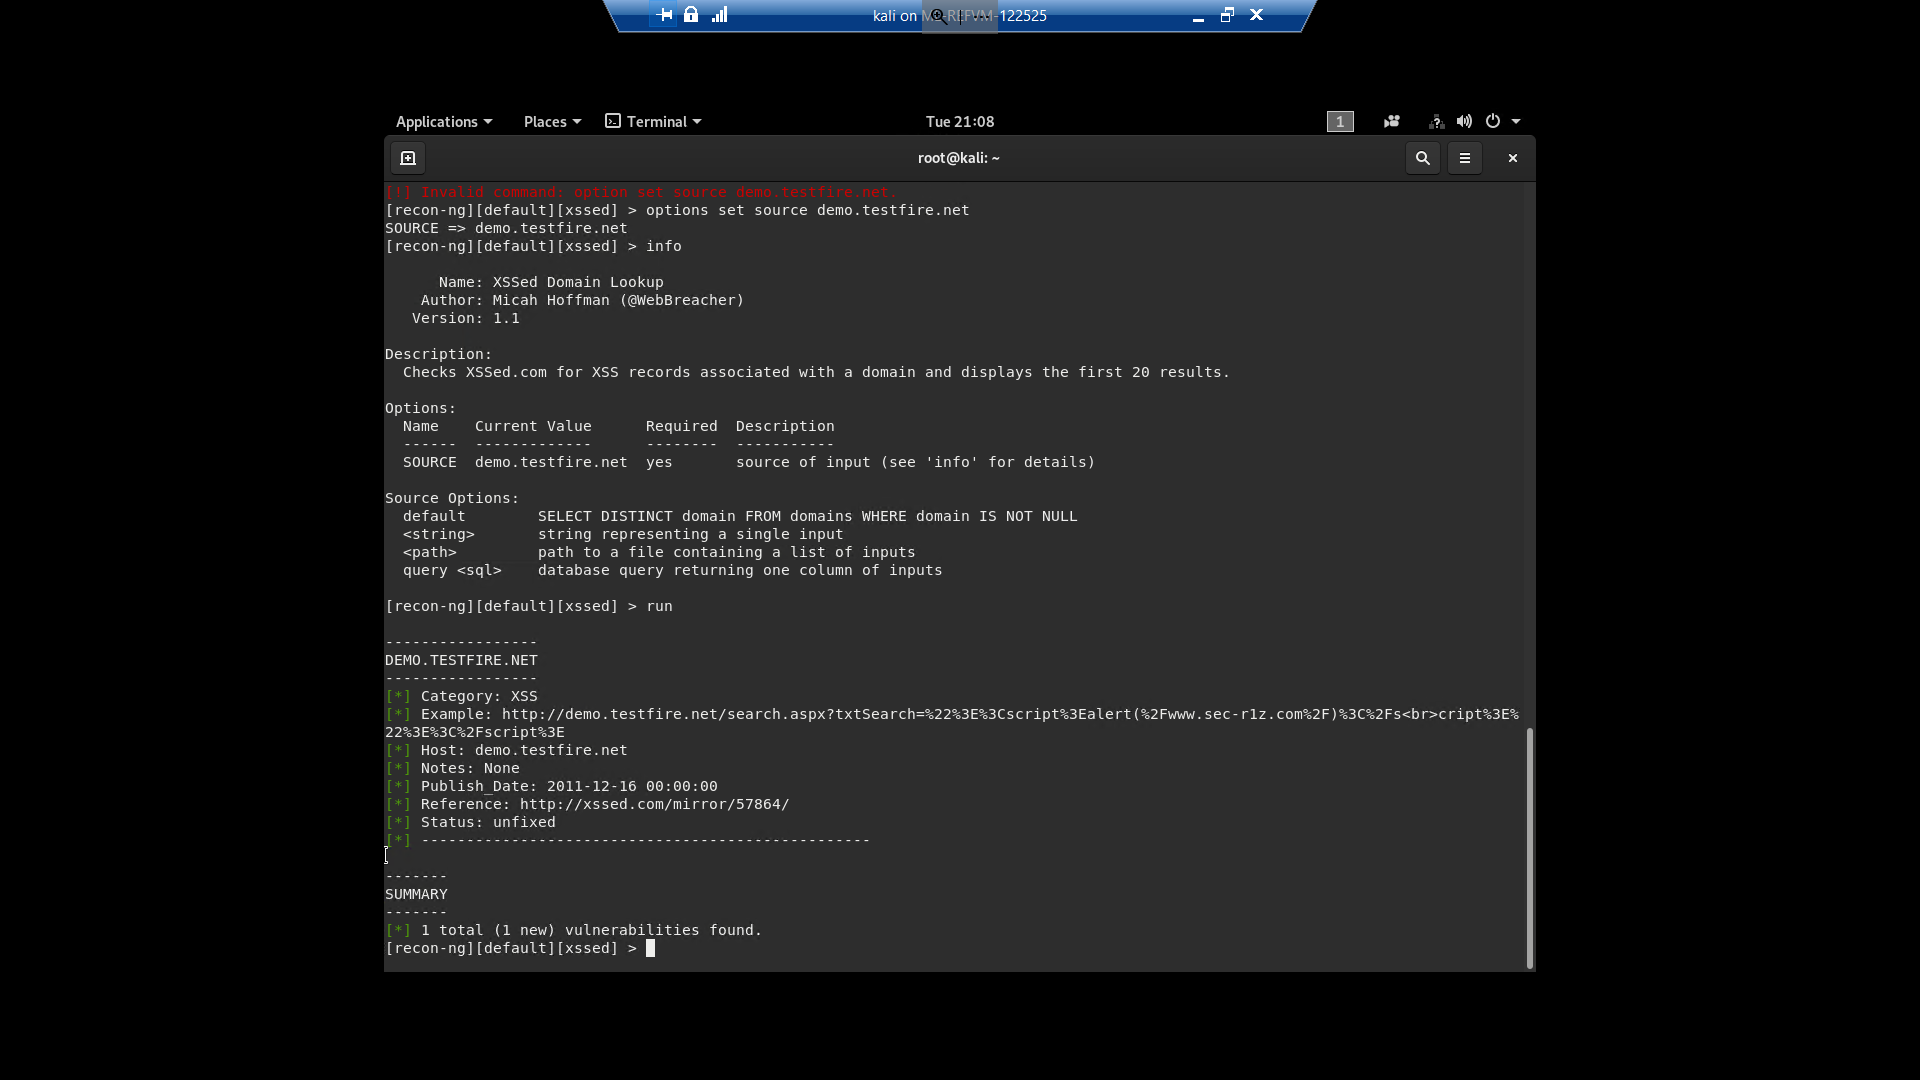 kali on M -REFVM-122525
Applications Places Terminal Tue 21:08 1
root@kali: ~
[!] Invalid command: option set source demo.testfire.net.
[recon-ng][default][xssed] > options set source demo.testfire.net
SOURCE => demo.testfire.net
[recon-ng][default][xssed] > info
Name: XSSed Domain Lookup
Author: Micah Hoffman (@WebBreacher)
Version: 1.1
Description:
Checks XSSed.com for XSS records associated with a domain and displays the first 20 results.
Options:
Name Current Value Required Description
------ ------------- -------- -----------
SOURCE demo.testfire.net yes source of input (see 'info' for details)
Source Options:
default SELECT DISTINCT domain FROM domains WHERE domain IS NOT NULL
<string> string representing a single input
<path> path to a file containing a list of inputs
query <sql> database query returning one column of inputs
[recon-ng][default][xssed] > run
-----------------
DEMO.TESTFIRE.NET
-----------------
[*] Category: XSS
[*] Example: http://demo.testfire.net/search.aspx?txtSearch=%22%3E%3Cscript%3Ealert(%2Fwww.sec-r1z.com%2F)%3C%2Fs<br>cript%3E%
22%3E%3C%2Fscript%3E
[*] Host: demo.testfire.net
[*] Notes: None
[*] Publish_Date: 2011-12-16 00:00:00
[*] Reference: http://xssed.com/mirror/57864/
[*] Status: unfixed
[*] --------------------------------------------------
-------
SUMMARY
-------
[*] 1 total (1 new) vulnerabilities found.
[recon-ng][default][xssed] >